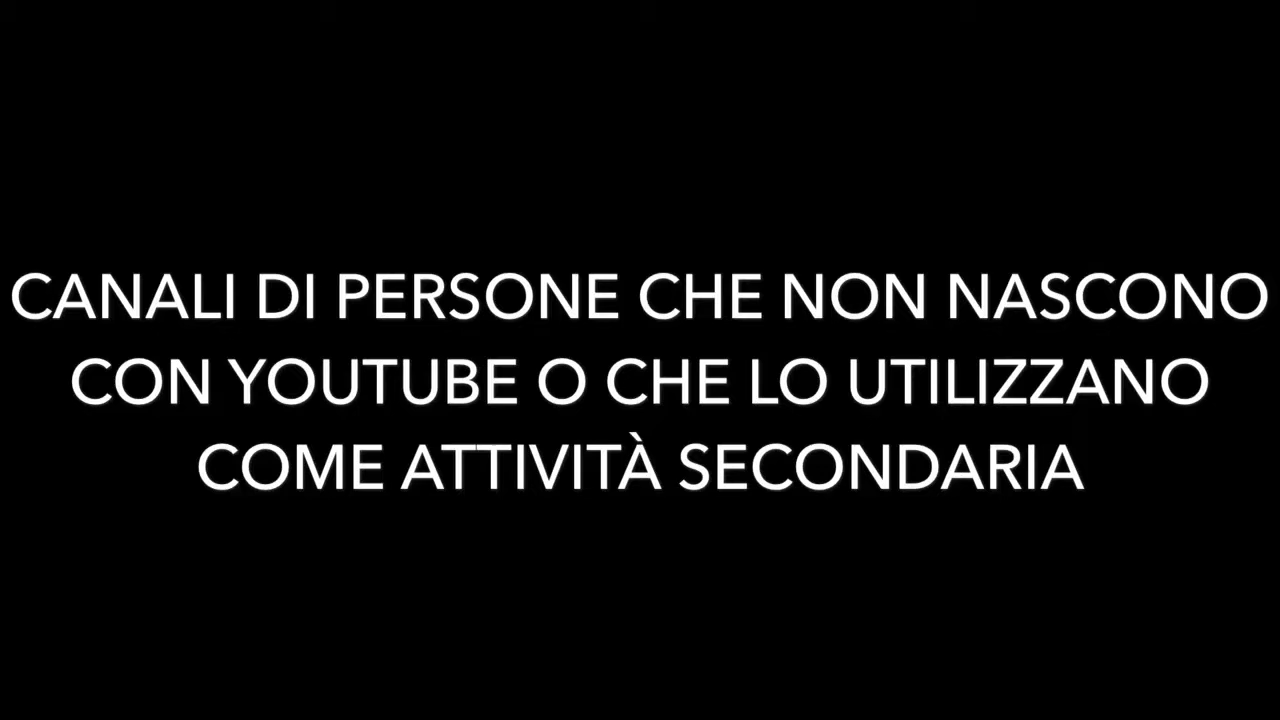 CANALI DI PERSONE CHE NON NASCONO
CON YOUTUBE O CHE LO UTILIZZANO
COME ATTIVITÀ SECONDARIA